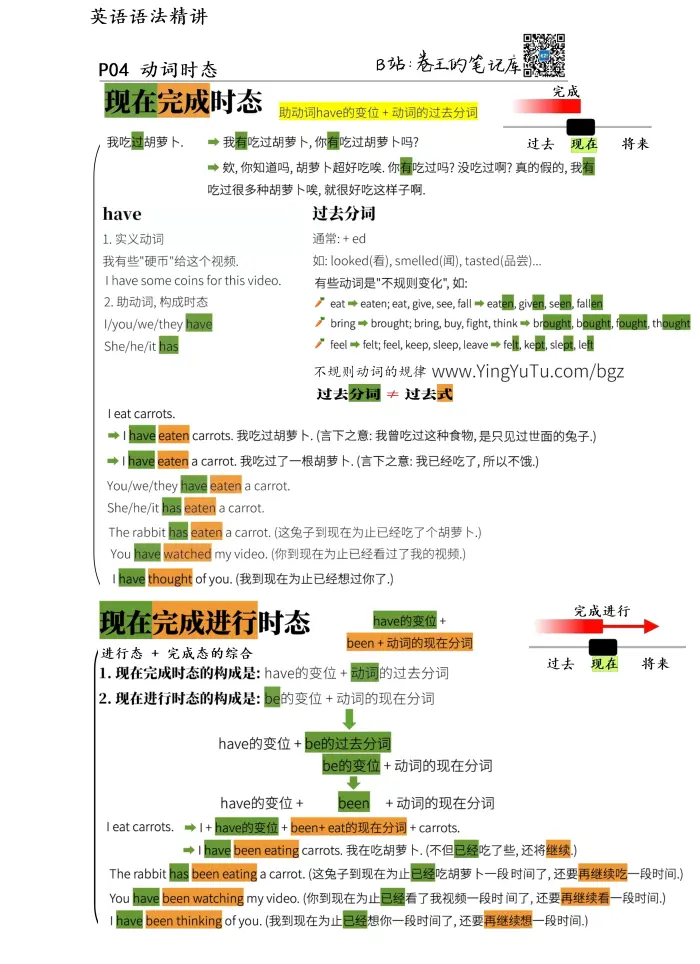 英语语法精讲
P04 动词时态
B站:卷王的笔记库
现在完成时态
助动词have的变位 + 动词的过去分词
完成
过去 现在 将来
我吃过胡萝卜. ➡ 我有吃过胡萝卜, 你有吃过胡萝卜吗?
➡ 欸, 你知道吗, 胡萝卜超好吃唉. 你有吃过吗? 没吃过啊? 真的假的, 我有
吃过很多种胡萝卜唉, 就很好吃这样子啊.
have
1. 实义动词
我有些"硬币"给这个视频.
I have some coins for this video.
2. 助动词, 构成时态
I/you/we/they have
She/he/it has
过去分词
通常: + ed
如: looked(看), smelled(闻), tasted(品尝)...
有些动词是"不规则变化", 如:
eat ➡ eaten; eat, give, see, fall ➡ eaten, given, seen, fallen
bring ➡ brought; bring, buy, fight, think ➡ brought, bought, fought, thought
feel ➡ felt; feel, keep, sleep, leave ➡ felt, kept, slept, left
不规则动词的规律 www.YingYuTu.com/bgz
过去分词 ≠ 过去式
I eat carrots.
➡ I have eaten carrots. 我吃过胡萝卜. (言下之意: 我曾吃过这种食物, 是只见过世面的兔子.)
➡ I have eaten a carrot. 我吃过了一根胡萝卜. (言下之意: 我已经吃了, 所以不饿.)
You/we/they have eaten a carrot.
She/he/it has eaten a carrot.
The rabbit has eaten a carrot. (这兔子到现在为止已经吃了个胡萝卜.)
You have watched my video. (你到现在为止已经看过了我的视频.)
I have thought of you. (我到现在为止已经想过你了.)
现在完成进行时态
have的变位 +
been + 动词的现在分词
完成进行
过去 现在 将来
进行态 + 完成态的综合
1. 现在完成时态的构成是: have的变位 + 动词的过去分词
2. 现在进行时态的构成是: be的变位 + 动词的现在分词
have的变位 + be的过去分词
be的变位 + 动词的现在分词
have的变位 + been + 动词的现在分词
I eat carrots. ➡ I + have的变位 + been+ eat的现在分词 + carrots.
➡ I have been eating carrots. 我在吃胡萝卜. (不但已经吃了些, 还将继续.)
The rabbit has been eating a carrot. (这兔子到现在为止已经吃胡萝卜一段时间了, 还要再继续吃一段时间.)
You have been watching my video. (你到现在为止已经看了我视频一段时间了, 还要再继续看一段时间.)
I have been thinking of you. (我到现在为止已经想你一段时间了, 还要再继续想一段时间.)